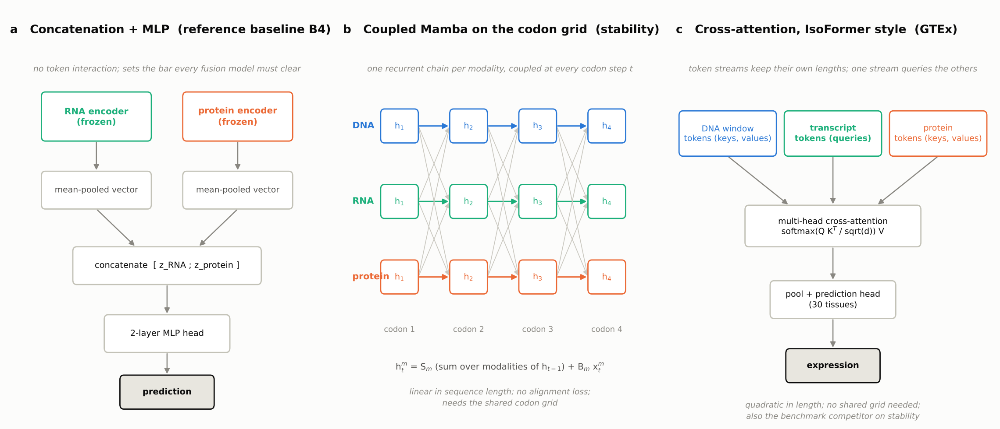 a Concatenation + MLP (reference baseline B4)
no token interaction; sets the bar every fusion model must clear
RNA encoder
(frozen)
protein encoder
(frozen)
mean-pooled vector
mean-pooled vector
concatenate [ z_RNA ; z_protein ]
2-layer MLP head
prediction
b Coupled Mamba on the codon grid (stability)
one recurrent chain per modality, coupled at every codon step t
DNA h₁ h₂ h₃ h₄
RNA h₁ h₂ h₃ h₄
protein h₁ h₂ h₃ h₄
codon 1 codon 2 codon 3 codon 4
$h_t^m = S_m$ (sum over modalities of $h_{t-1}$) + $B_m x_t^m$
linear in sequence length; no alignment loss;
needs the shared codon grid
c Cross-attention, IsoFormer style (GTEx)
token streams keep their own lengths; one stream queries the others
DNA window
tokens (keys, values)
transcript
tokens (queries)
protein
tokens (keys, values)
multi-head cross-attention
softmax(Q $K^T$ / sqrt(d)) V
pool + prediction head
(30 tissues)
expression
quadratic in length; no shared grid needed;
also the benchmark competitor on stability